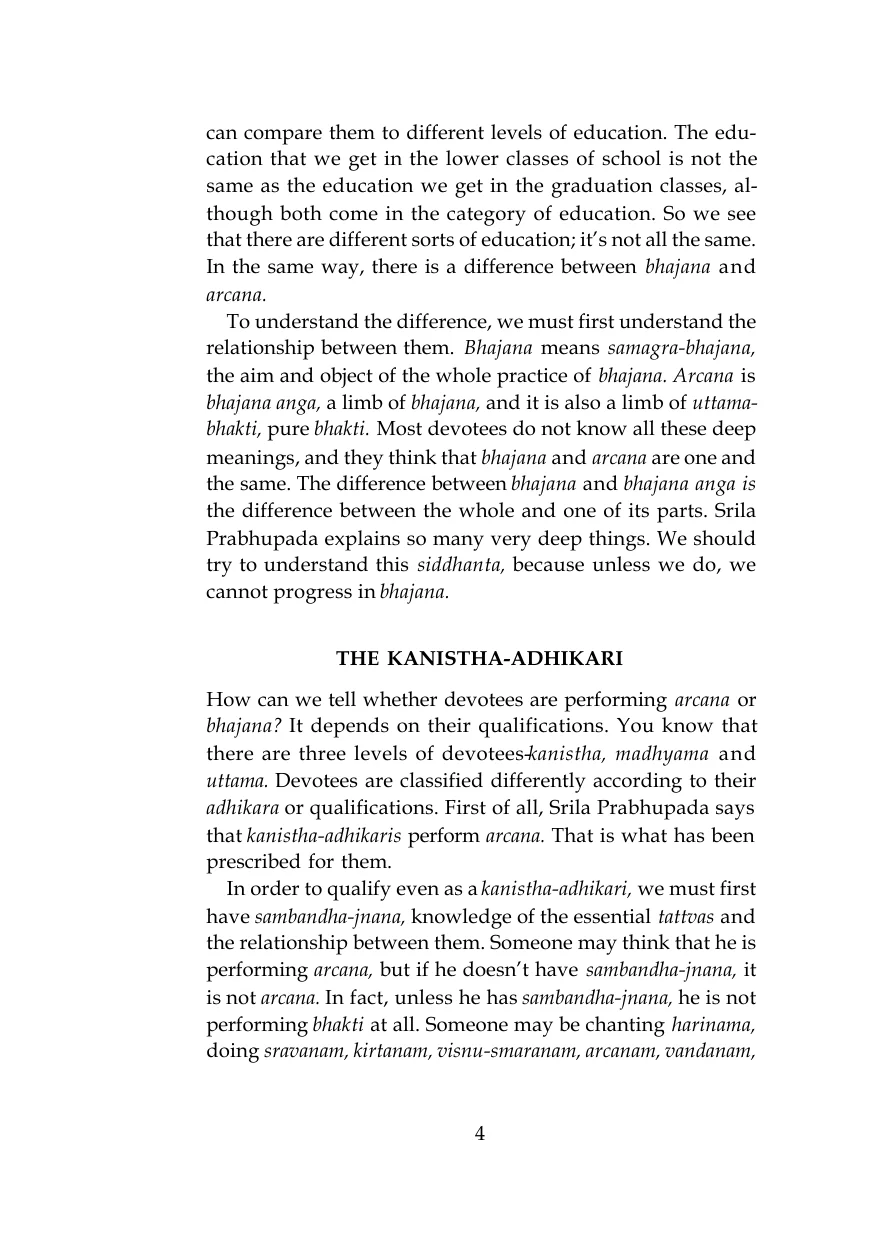 can compare them to different levels of education. The edu-
cation that we get in the lower classes of school is not the
same as the education we get in the graduation classes, al-
though both come in the category of education. So we see
that there are different sorts of education; it’s not all the same.
In the same way, there is a difference between bhajana and
arcana.
To understand the difference, we must first understand the
relationship between them. Bhajana means samagra-bhajana,
the aim and object of the whole practice of bhajana. Arcana is
bhajana anga, a limb of bhajana, and it is also a limb of uttama-
bhakti, pure bhakti. Most devotees do not know all these deep
meanings, and they think that bhajana and arcana are one and
the same. The difference between bhajana and bhajana anga is
the difference between the whole and one of its parts. Srila
Prabhupada explains so many very deep things. We should
try to understand this siddhanta, because unless we do, we
cannot progress in bhajana.
THE KANISTHA-ADHIKARI
How can we tell whether devotees are performing arcana or
bhajana? It depends on their qualifications. You know that
there are three levels of devotees-kanistha, madhyama and
uttama. Devotees are classified differently according to their
adhikara or qualifications. First of all, Srila Prabhupada says
that kanistha-adhikaris perform arcana. That is what has been
prescribed for them.
In order to qualify even as a kanistha-adhikari, we must first
have sambandha-jnana, knowledge of the essential tattvas and
the relationship between them. Someone may think that he is
performing arcana, but if he doesn’t have sambandha-jnana, it
is not arcana. In fact, unless he has sambandha-jnana, he is not
performing bhakti at all. Someone may be chanting harinama,
doing sravanam, kirtanam, visnu-smaranam, arcanam, vandanam,
4